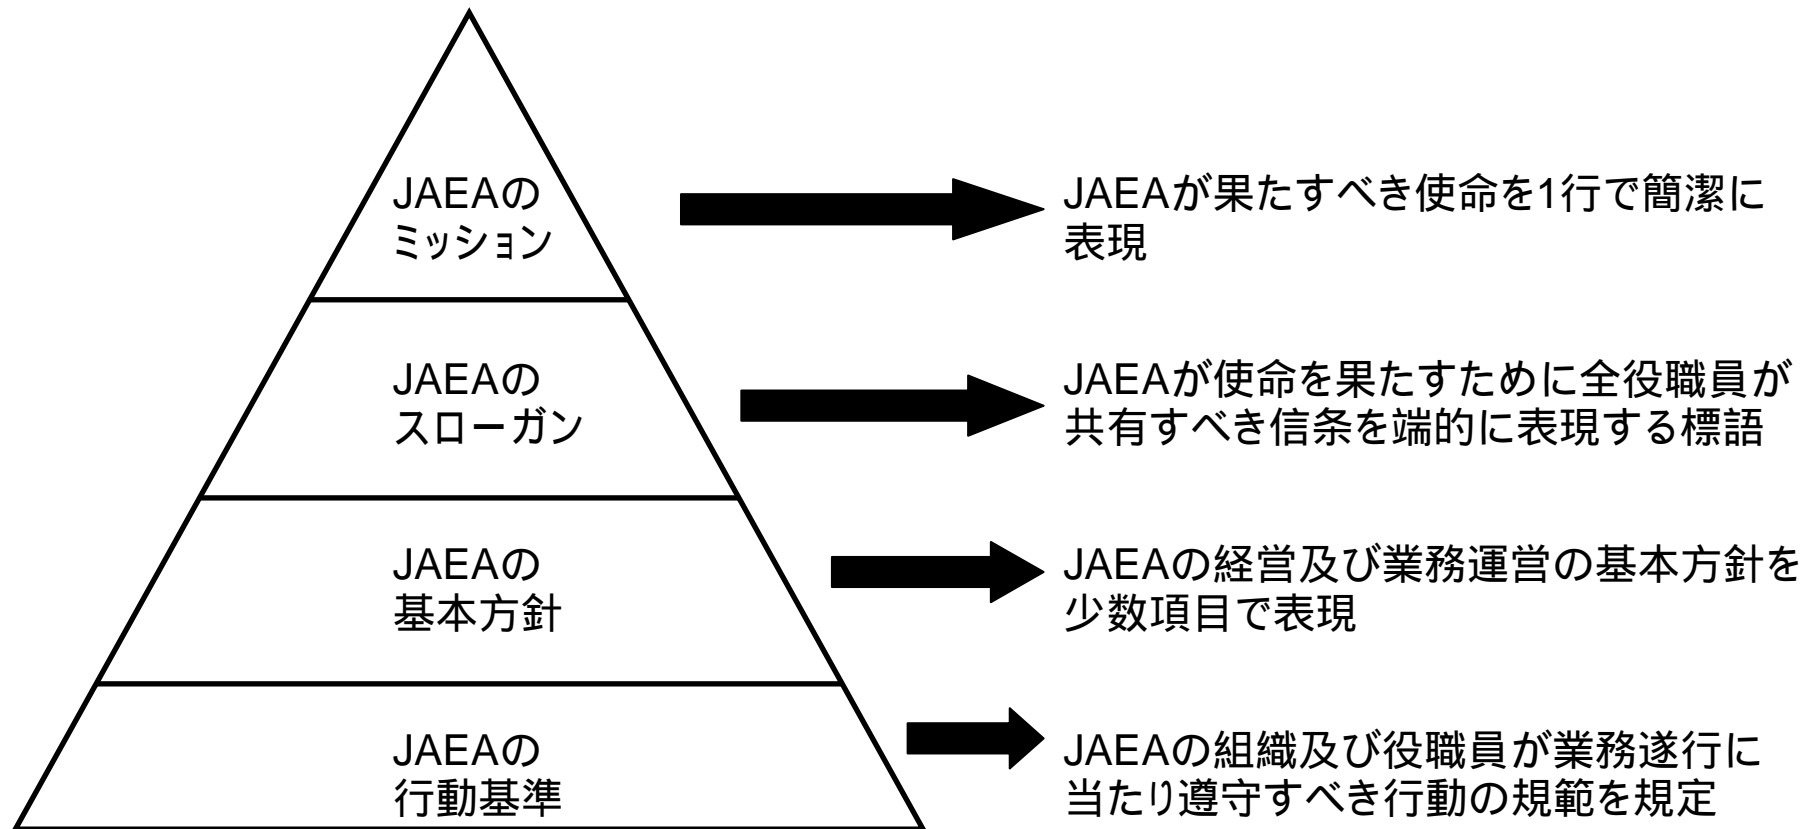 JAEAの
ミッション
JAEAが果たすべき使命を1行で簡潔に
表現
JAEAの
スローガン
JAEAが使命を果たすために全役職員が
共有すべき信条を端的に表現する標語
JAEAの
基本方針
JAEAの経営及び業務運営の基本方針を
少数項目で表現
JAEAの
行動基準
JAEAの組織及び役職員が業務遂行に
当たり遵守すべき行動の規範を規定